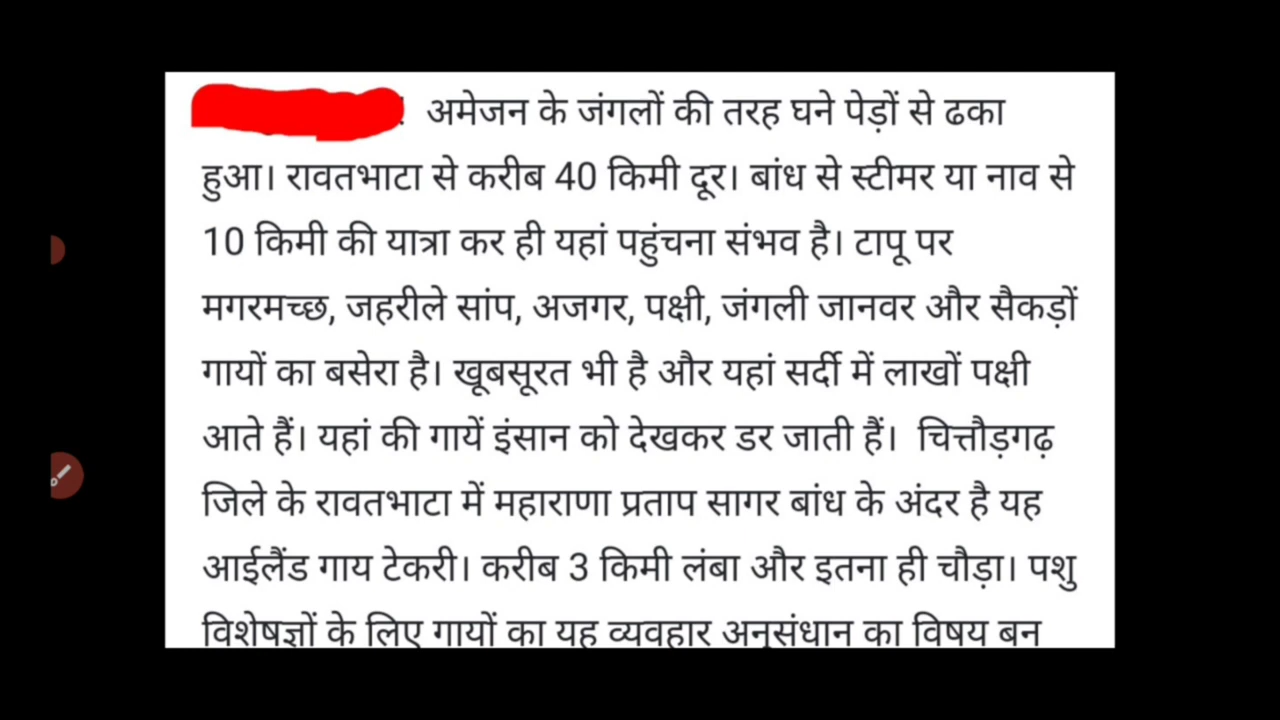 अमेजन के जंगलों की तरह घने पेड़ों से ढका
हुआ। रावतभाटा से करीब 40 किमी दूर। बांध से स्टीमर या नाव से
10 किमी की यात्रा कर ही यहां पहुंचना संभव है। टापू पर
मगरमच्छ, जहरीले सांप, अजगर, पक्षी, जंगली जानवर और सैकड़ों
गायों का बसेरा है। खूबसूरत भी है और यहां सर्दी में लाखों पक्षी
आते हैं। यहां की गायें इंसान को देखकर डर जाती हैं। चित्तौड़गढ़
जिले के रावतभाटा में महाराणा प्रताप सागर बांध के अंदर है यह
आईलैंड गाय टेकरी। करीब 3 किमी लंबा और इतना ही चौड़ा। पशु
विशेषज्ञों के लिए गायों का यह व्यवहार अनुसंधान का विषय बन